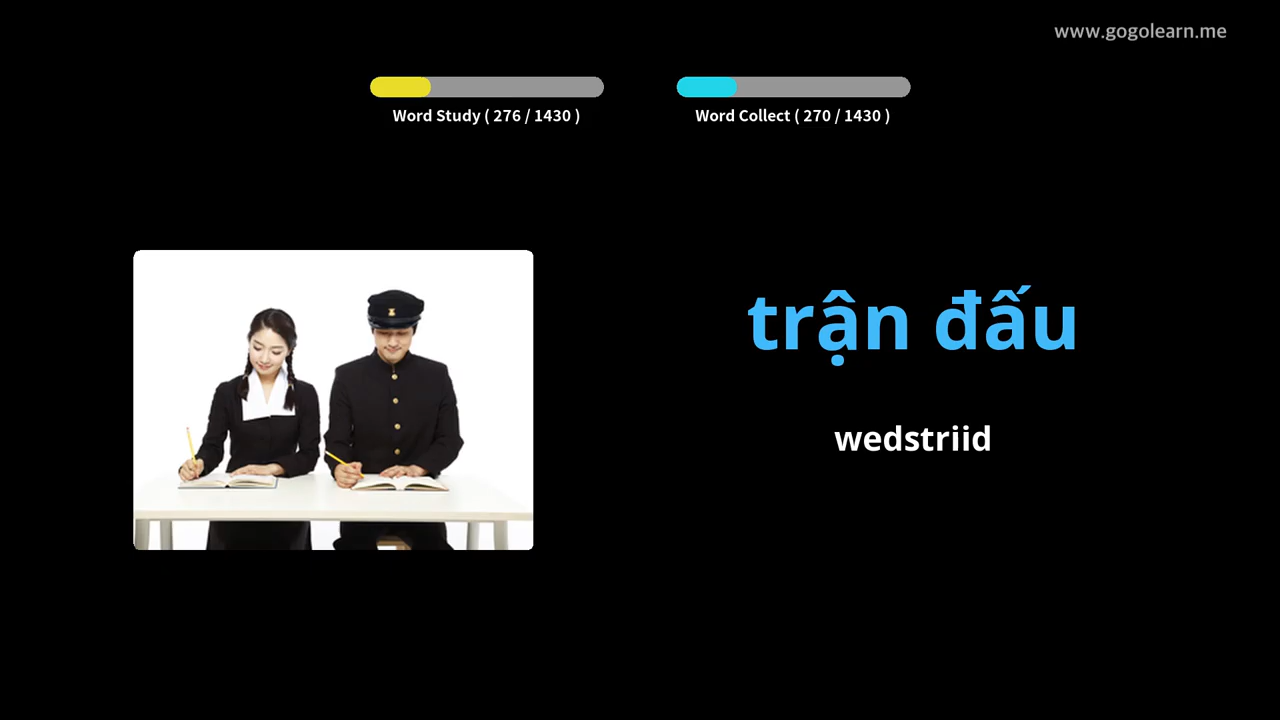 www.gogolearn.me
Word Study ( 276 / 1430 )
Word Collect ( 270 / 1430 )
trận đấu
wedstriid